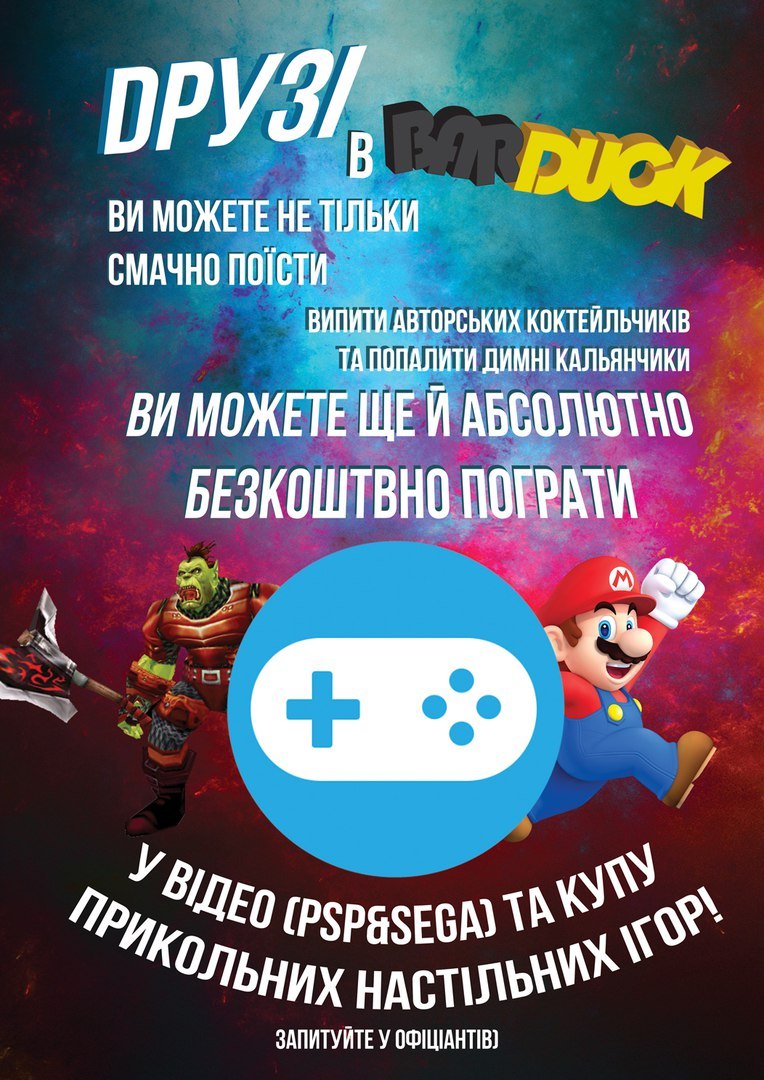 ДРУЗІ
В BARDUCK
ВИ МОЖЕТЕ НЕ ТІЛЬКИ
СМАЧНО ПОЇСТИ
ВИПИТИ АВТОРСЬКИХ КОКТЕЙЛЬЧИКІВ
ТА ПОПАЛИТИ ДИМНІ КАЛЬЯНЧИКИ
ВИ МОЖЕТЕ ЩЕ Й АБСОЛЮТНО
БЕЗКОШТВНО ПОГРАТИ
M
У ВІДЕО (PSP&SEGA) ТА КУПУ
ПРИКОЛЬНИХ НАСТІЛЬНИХ ІГОР!
ЗАПИТУЙТЕ У ОФІЦІАНТІВ)